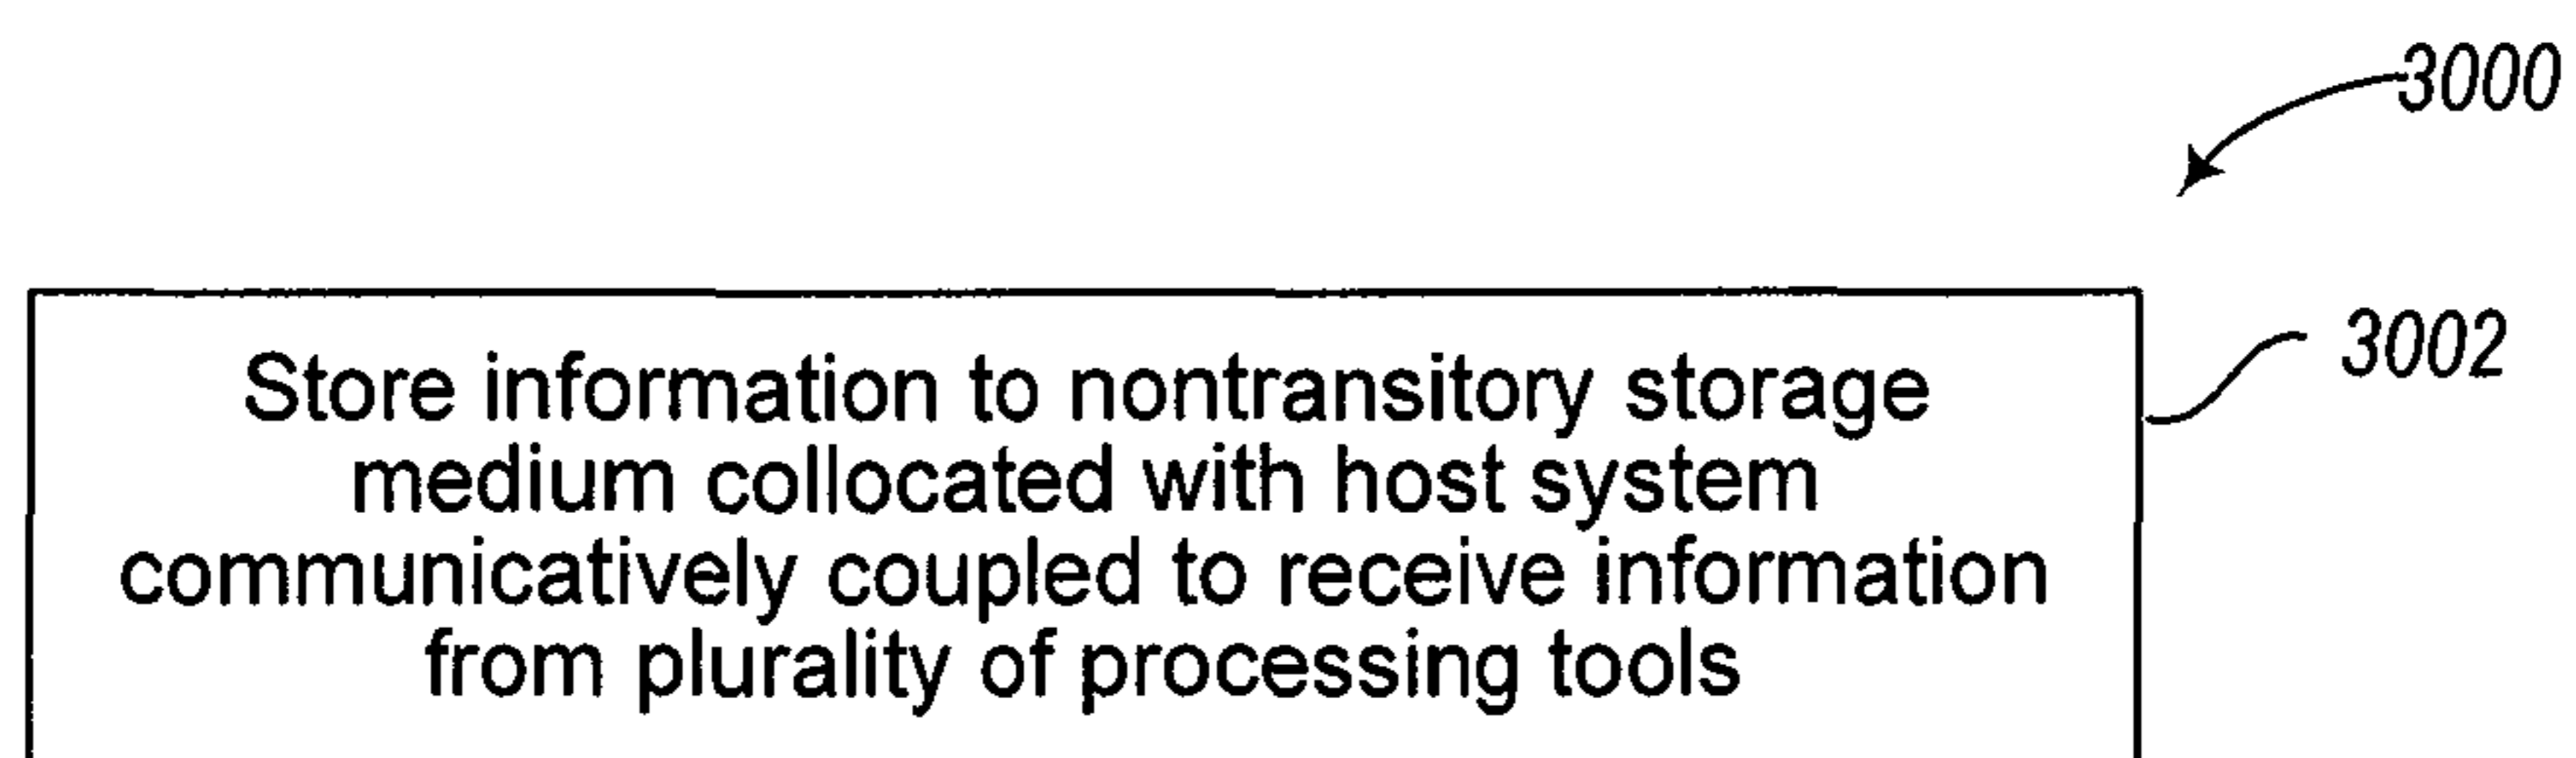 3000
3002
Store information to nontransitory storage
medium collocated with host system
communicatively coupled to receive information
from plurality of processing tools